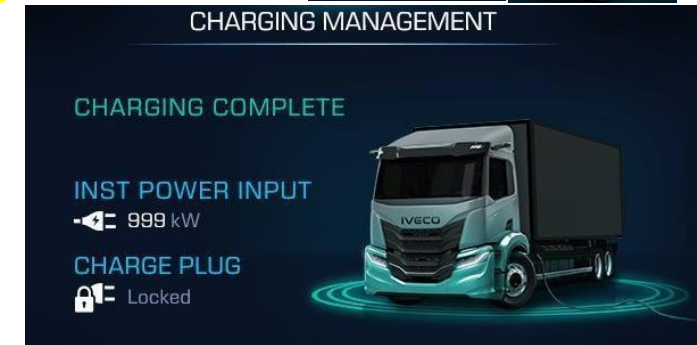 CHARGING MANAGEMENT
CHARGING COMPLETE
INST POWER INPUT
999 kW
CHARGE PLUG
Locked
IVECO